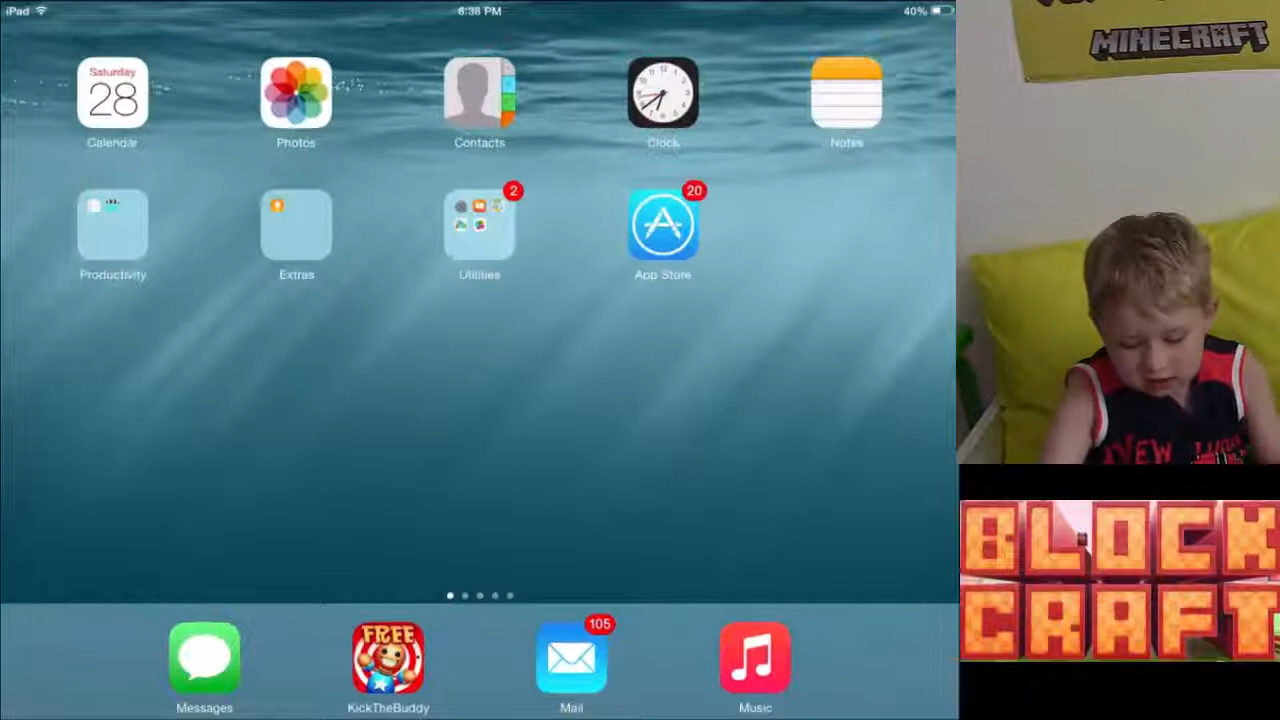 iPad 6:38 PM 40%
MINECRAFT
Saturday
28
Calendar Photos Contacts Clock Notes
2 20
Productivity Extras Utilities App Store
NEW
BLOCK
CRAFT
105
FREE
Messages KickTheBuddy Mail Music